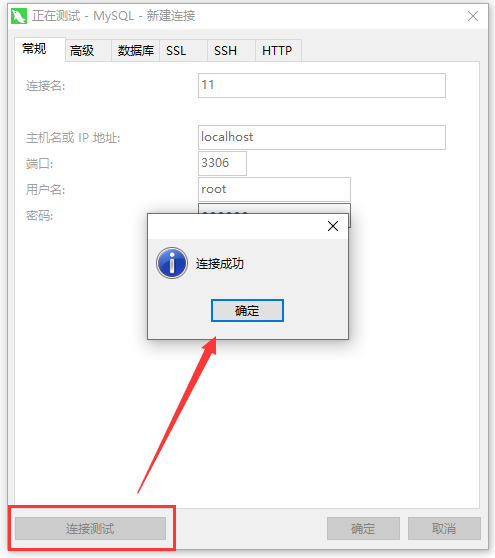 正在测试 - MySQL - 新建连接
常规 高级 数据库 SSL SSH HTTP
连接名: 11
主机名或 IP 地址: localhost
端口: 3306
用户名: root
密码:
连接成功
确定
连接测试 确定 取消